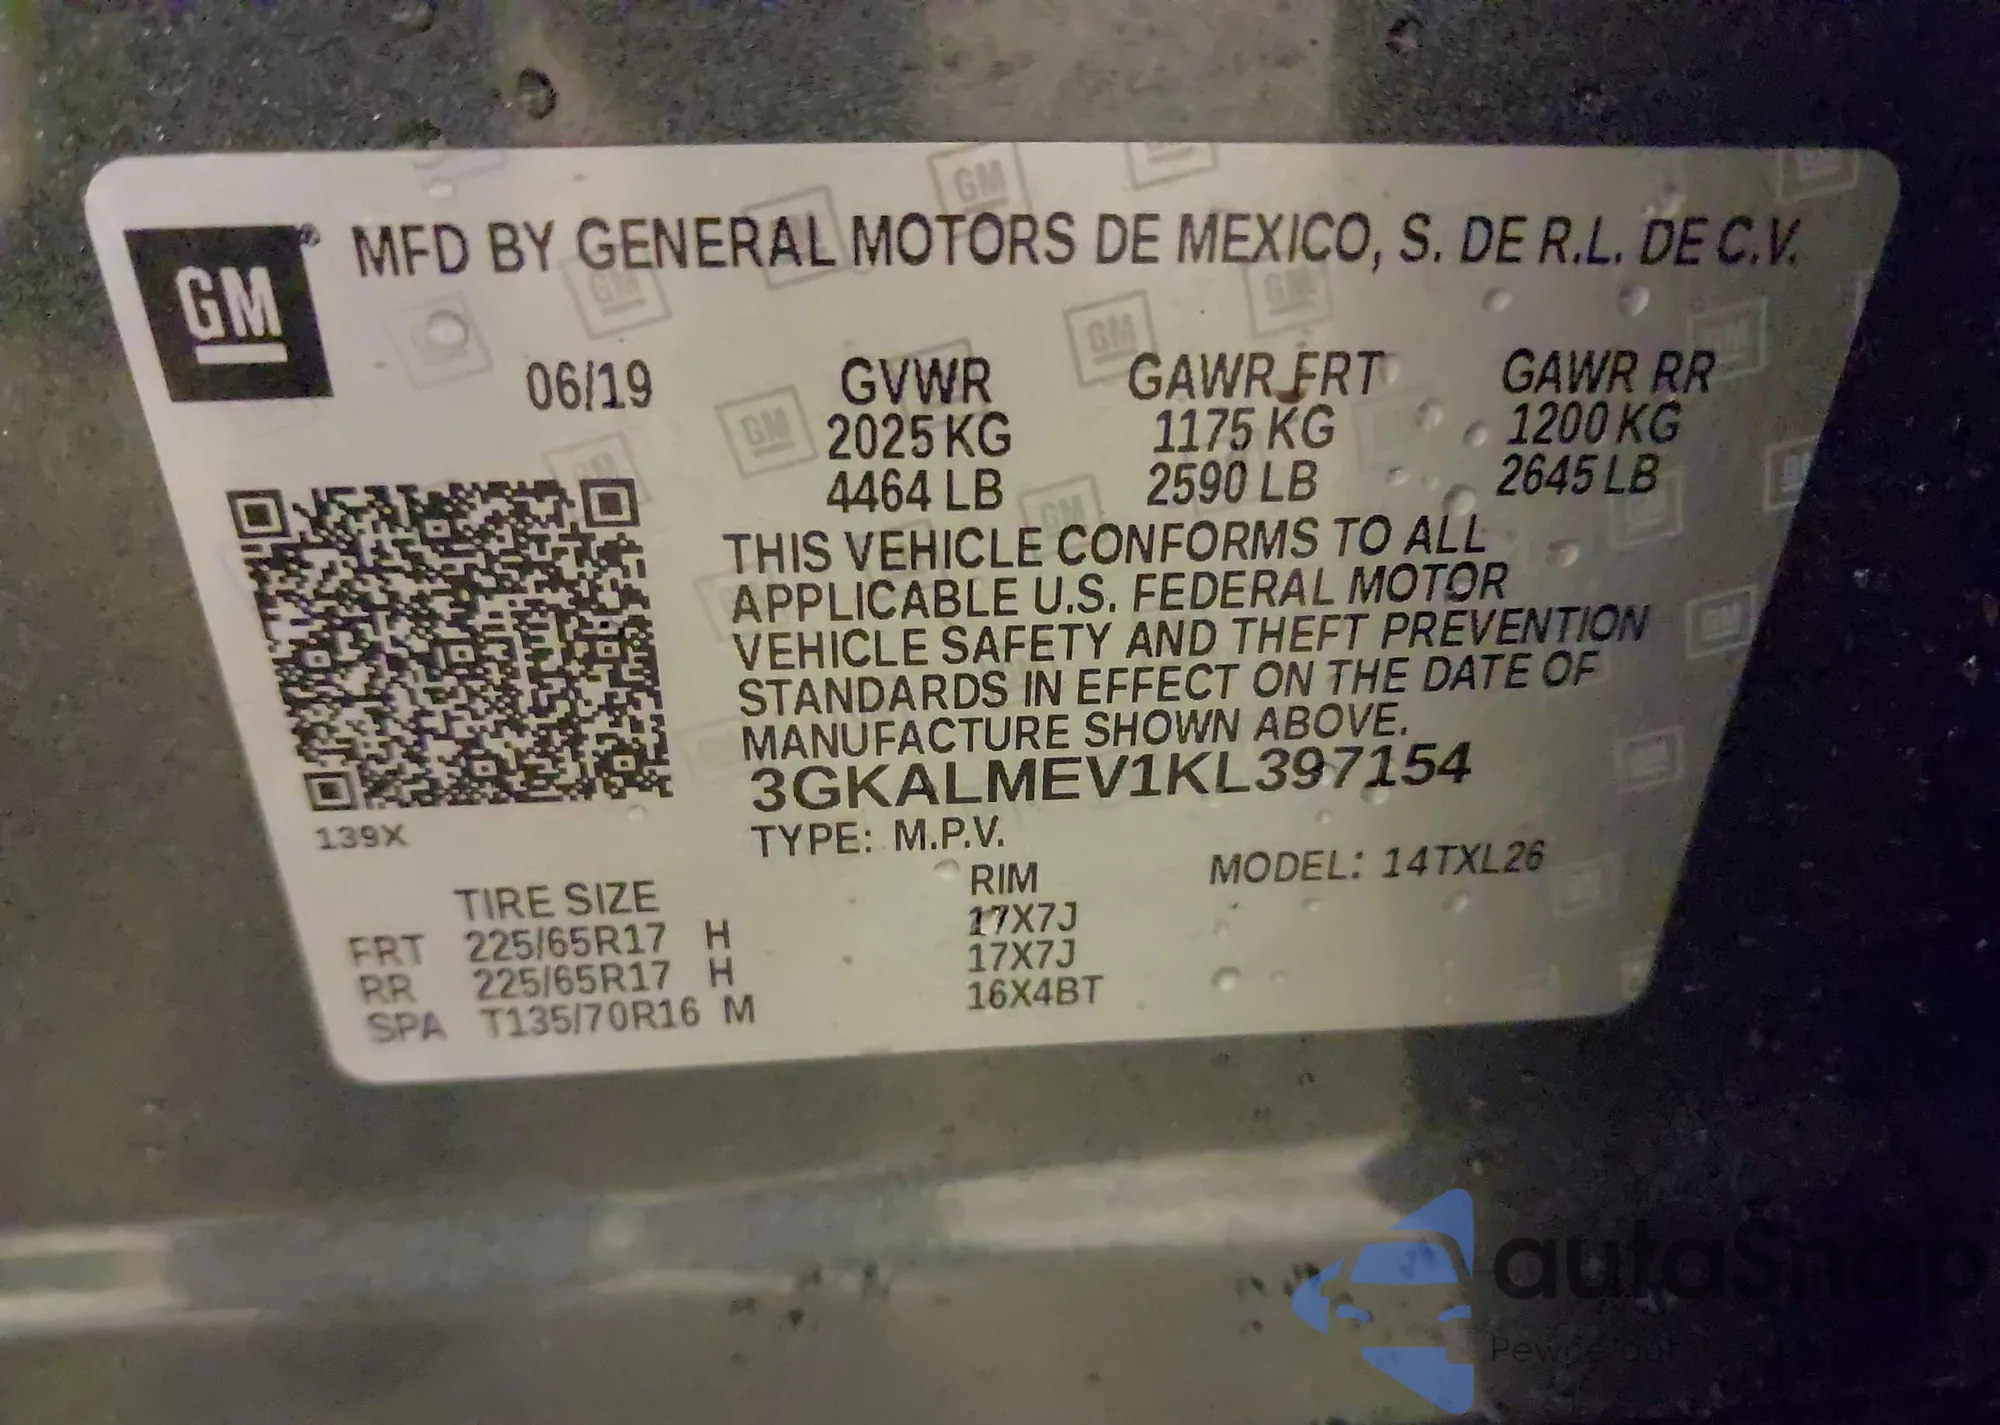 GM
MFD BY GENERAL MOTORS DE MEXICO, S. DE R.L. DE C.V.
06/19 GVWR GAWR FRT GAWR RR
2025 KG 1175 KG 1200 KG
4464 LB 2590 LB 2645 LB
THIS VEHICLE CONFORMS TO ALL
APPLICABLE U.S. FEDERAL MOTOR
VEHICLE SAFETY AND THEFT PREVENTION
STANDARDS IN EFFECT ON THE DATE OF
MANUFACTURE SHOWN ABOVE.
3GKALMEV1KL397154
139X
TYPE: M.P.V.
MODEL: 14TXL26
TIRE SIZE RIM
FRT 225/65R17 H 17X7J
RR 225/65R17 H 17X7J
SPA T135/70R16 M 16X4BT
autaSnap